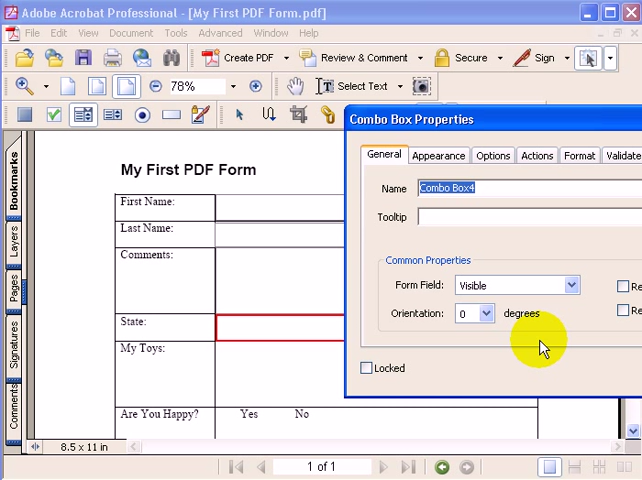 Adobe Acrobat Professional - [My First PDF Form.pdf]
File Edit View Document Tools Advanced Window Help
Create PDF Review & Comment Secure Sign
78% Select Text
Combo Box Properties
General Appearance Options Actions Format Validate
Name Combo Box4
Tooltip
Common Properties
Form Field: Visible Re
Orientation: 0 degrees Re
Locked
Bookmarks
Layers
Pages
Signatures
Comments
My First PDF Form
First Name:
Last Name:
Comments:
State:
My Toys:
Are You Happy? Yes No
8.5 x 11 in
1 of 1